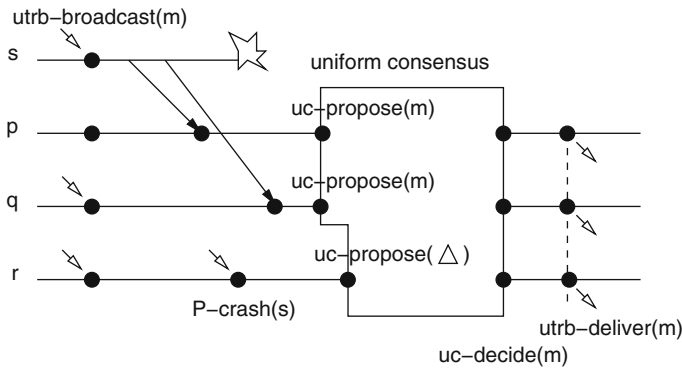 utrb–broadcast(m)
s
uniform consensus
uc–propose(m)
p
uc–propose(m)
q
uc–propose( △ )
r
P–crash(s)
utrb–deliver(m)
uc–decide(m)